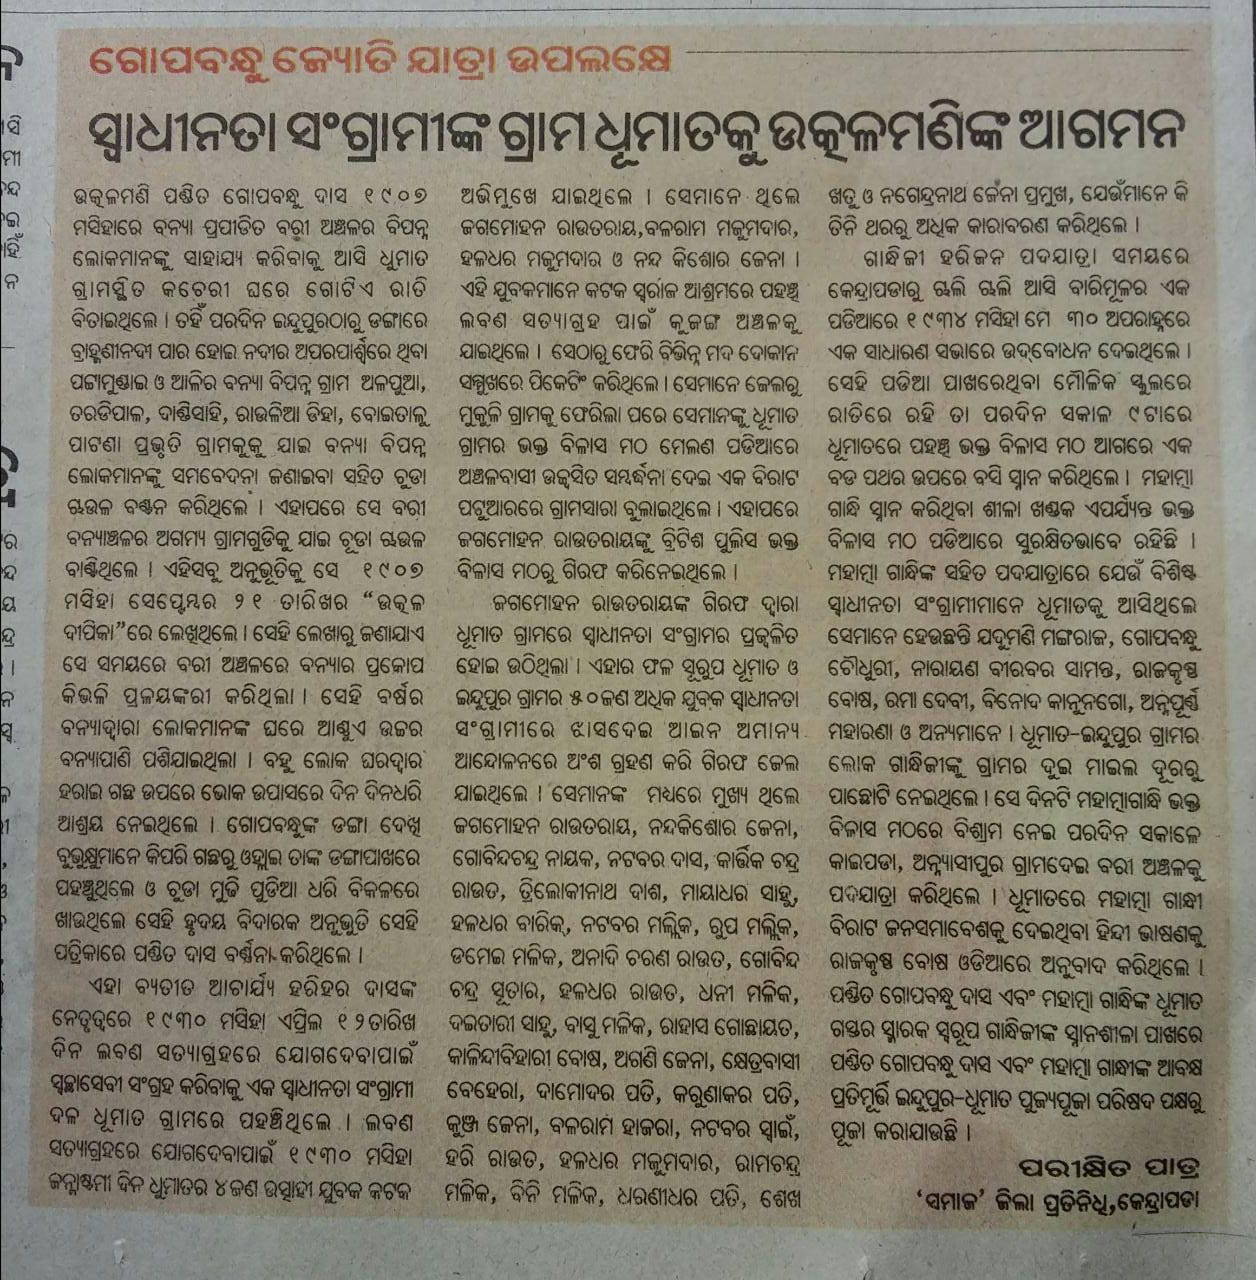 ଗୋପବନ୍ଧୁ ଜ୍ୟୋତି ଯାତ୍ରା ଉପଲକ୍ଷେ
ସ୍ୱାଧୀନତା ସଂଗ୍ରାମୀଙ୍କ ଗ୍ରାମ ଧୂମାତକୁ ଉତ୍କଳମଣିଙ୍କ ଆଗମନ
ଉତ୍କଳମଣି ପଣ୍ଡିତ ଗୋପବନ୍ଧୁ ଦାସ ୧୯୦୭
ମସିହାରେ ବନ୍ୟା ପ୍ରପୀଡିତ ବରୀ ଅଞ୍ଚଳର ବିପନ୍ନ
ଲୋକମାନଙ୍କୁ ସାହାଯ୍ୟ କରିବାକୁ ଆସି ଧୁମାତ
ଗ୍ରାମସ୍ଥିତ କଚେରୀ ଘରେ ଗୋଟିଏ ରାତି
ବିତାଇଥିଲେ । ତହିଁ ପରଦିନ ଇନ୍ଦୁପୁରଠାରୁ ଡଙ୍ଗାରେ
ବ୍ରାହ୍ମଣୀନଦୀ ପାର ହୋଇ ନଦୀର ଅପରପାର୍ଶ୍ୱରେ ଥିବା
ପଟ୍ଟାମୁଣ୍ଡାଇ ଓ ଆଳିର ବନ୍ୟା ବିପନ୍ନ ଗ୍ରାମ ଅଳପୁଆ,
ତରଡିପାଳ, ଦାଣ୍ଡିସାହି, ରାଉଳିଆ ଡିହା, ବୋଇତାଳୁ
ପାଟଣା ପ୍ରଭୃତି ଗ୍ରାମକୁକୁ ଯାଇ ବନ୍ୟା ବିପନ୍ନ
ଲୋକମାନଙ୍କୁ ସମବେଦନା ଜଣାଇବା ସହିତ ଚୁଡା
ଋଉଳ ବଣ୍ଟନ କରିଥିଲେ । ଏହାପରେ ସେ ବରୀ
ବନ୍ୟାଞ୍ଚଳର ଅଗମ୍ୟ ଗ୍ରାମଗୁଡିକୁ ଯାଇ ଚୂଡା ଋଉଳ
ବାଣ୍ଟିଥିଲେ । ଏହିସବୁ ଅନୁଭୂତିକୁ ସେ ୧୯୦୭
ମସିହା ସେପ୍ଟେମ୍ବର ୨୧ ତାରିଖର “ଉତ୍କଳ
ଦୀପିକା”ରେ ଲେଖିଥିଲେ । ସେହି ଲେଖାରୁ ଜଣାଯାଏ
ସେ ସମୟରେ ବରୀ ଅଞ୍ଚଳରେ ବନ୍ୟାର ପ୍ରକୋପ
କିଭଳି ପ୍ରଳୟଙ୍କରୀ କରିଥିଲା । ସେହି ବର୍ଷର
ବନ୍ୟାଦ୍ୱାରା ଲୋକମାନଙ୍କ ଘରେ ଆଣ୍ଠୁଏ ଉଚ୍ଚର
ବନ୍ୟାପାଣି ପଶିଯାଇଥିଲା । ବହୁ ଲୋକ ଘରଦ୍ୱାର
ହରାଇ ଗଛ ଉପରେ ଭୋକ ଉପାସରେ ଦିନ ଦିନଧରି
ଆଶ୍ରୟ ନେଇଥିଲେ । ଗୋପବନ୍ଧୁଙ୍କ ଡଙ୍ଗା ଦେଖି
ବୁଭୁକ୍ଷୁମାନେ କିପରି ଗଛରୁ ଓହ୍ଲାଇ ତାଙ୍କ ଡଙ୍ଗାପାଖରେ
ପହଞ୍ଚୁଥିଲେ ଓ ଚୁଡା ମୁଢି ପୁଡିଆ ଧରି ବିକଳରେ
ଖାଉଥିଲେ ସେହି ହୃଦୟ ବିଦାରକ ଅନୁଭୂତି ସେହି
ପତ୍ରିକାରେ ପଣ୍ଡିତ ଦାସ ବର୍ଣ୍ଣନା କରିଥିଲେ ।
ଏହା ବ୍ୟତୀତ ଆଚାର୍ଯ୍ୟ ହରିହର ଦାସଙ୍କ
ନେତୃତ୍ୱରେ ୧୯୩୦ ମସିହା ଏପ୍ରିଲ ୧୨ତାରିଖ
ଦିନ ଲବଣ ସତ୍ୟାଗ୍ରହରେ ଯୋଗଦେବାପାଇଁ
ସ୍ୱଚ୍ଛାସେବୀ ସଂଗ୍ରହ କରିବାକୁ ଏକ ସ୍ୱାଧୀନତା ସଂଗ୍ରାମୀ
ଦଳ ଧୂମାତ ଗ୍ରାମରେ ପହଞ୍ଚିଥିଲେ । ଲବଣ
ସତ୍ୟାଗ୍ରହରେ ଯୋଗଦେବାପାଇଁ ୧୯୩୦ ମସିହା
ଜନ୍ମାଷ୍ଟମୀ ଦିନ ଧୁମାତର ୪ଜଣ ଉତ୍ସାହୀ ଯୁବକ କଟକ
ଅଭିମୁଖେ ଯାଇଥିଲେ । ସେମାନେ ଥିଲେ
ଜଗମୋହନ ରାଉତରାୟ,ବଳରାମ ମଜୁମଦାର,
ହଳଧର ମଜୁମଦାର ଓ ନନ୍ଦ କିଶୋର ଜେନା ।
ଏହି ଯୁବକମାନେ କଟକ ସ୍ୱରାଜ ଆଶ୍ରମରେ ପହଞ୍ଚି
ଲବଣ ସତ୍ୟାଗ୍ରହ ପାଇଁ କୁଜଙ୍ଗ ଅଞ୍ଚଳକୁ
ଯାଇଥିଲେ । ସେଠାରୁ ଫେରି ବିଭିନ୍ନ ମଦ ଦୋକାନ
ସମ୍ମୁଖରେ ପିକେଟିଂ କରିଥିଲେ । ସେମାନେ ଜେଲରୁ
ମୁକୁଳି ଗ୍ରାମକୁ ଫେରିଲା ପରେ ସେମାନଙ୍କୁ ଧୂମାତ
ଗ୍ରାମର ଭକ୍ତ ବିଳାସ ମଠ ମେଲଣ ପଡିଆରେ
ଅଞ୍ଚଳବାସୀ ଉଚ୍ଛ୍ୱସିତ ସମ୍ବର୍ଦ୍ଧନା ଦେଇ ଏକ ବିରାଟ
ପଟୁଆରରେ ଗ୍ରାମସାରା ବୁଲାଇଥିଲେ । ଏହାପରେ
ଜଗମୋହନ ରାଉତରାୟଙ୍କୁ ବ୍ରିଟିଶ ପୁଲିସ ଭକ୍ତ
ବିଳାସ ମଠରୁ ଗିରଫ କରିନେଇଥିଲେ ।
ଜଗମୋହନ ରାଉତରାୟଙ୍କ ଗିରଫ ଦ୍ୱାରା
ଧୂମାତ ଗ୍ରାମରେ ସ୍ୱାଧୀନତା ସଂଗ୍ରାମର ପ୍ରଜ୍ୱଳିତ
ହୋଇ ଉଠିଥିଲା । ଏହାର ଫଳ ସ୍ୱରୂପ ଧୂମାତ ଓ
ଇନ୍ଦୁପୁର ଗ୍ରାମର ୫୦ଜଣ ଅଧିକ ଯୁବକ ସ୍ୱାଧୀନତା
ସଂଗ୍ରାମୀରେ ଝାସଦେଇ ଆଇନ ଅମାନ୍ୟ
ଆନ୍ଦୋଳନରେ ଅଂଶ ଗ୍ରହଣ କରି ଗିରଫ ଜେଲ
ଯାଇଥିଲେ । ସେମାନଙ୍କ ମଧ୍ୟରେ ମୁଖ୍ୟ ଥିଲେ
ଜଗମୋହନ ରାଉତରାୟ, ନନ୍ଦକିଶୋର ଜେନା,
ଗୋବିନ୍ଦଚନ୍ଦ୍ର ନାୟକ, ନଟବର ଦାସ, କାର୍ତ୍ତିକ ଚନ୍ଦ୍ର
ରାଉତ, ତ୍ରିଲୋକୀନାଥ ଦାଶ, ମାୟାଧର ସାହୁ,
ହଳଧର ବାରିକ୍, ନଟବର ମଲ୍ଲିକ, ରୁପ ମଲ୍ଲିକ,
ଡମେଇ ମଳିକ, ଅନାଦି ଚରଣ ରାଉତ, ଗୋବିନ୍ଦ
ଚନ୍ଦ୍ର ସୂତାର, ହଳଧର ରାଉତ, ଧନୀ ମଳିକ,
ଦଇତାରୀ ସାହୁ, ବାସୁ ମଳିକ, ରାହାସ ଗୋଛାୟତ,
କାଳିନ୍ଦୀବିହାରୀ ବୋଷ, ଅଗଣି ଜେନା, କ୍ଷେତ୍ରବାସୀ
ବେହେରା, ଦାମୋଦର ପତି, କରୁଣାକର ପତି,
କୁଞ୍ଜ ଜେନା, ବଳରାମ ହାଜରା, ନଟବର ସ୍ୱାଇଁ,
ହରି ରାଉତ, ହଳଧର ମଜୁମଦାର, ରାମଚନ୍ଦ୍ର
ମଳିକ, ବିନି ମଳିକ, ଧରଣୀଧର ପତି, ଶେଖ
ଖତୁ ଓ ନଗେନ୍ଦ୍ରନାଥ ଜେନା ପ୍ରମୁଖ, ଯେଉଁମାନେ କି
ତିନି ଥରରୁ ଅଧିକ କାରାବରଣ କରିଥିଲେ ।
ଗାନ୍ଧିଜୀ ହରିଜନ ପଦଯାତ୍ରା ସମୟରେ
କେନ୍ଦ୍ରାପଡାରୁ ଋଲି ଋଲି ଆସି ବାରିମୂଳର ଏକ
ପଡିଆରେ ୧୯୩୪ ମସିହା ମେ ୩୦ ଅପରାହ୍ନରେ
ଏକ ସାଧାରଣ ସଭାରେ ଉଦ୍‌ବୋଧନ ଦେଇଥିଲେ ।
ସେହି ପଡିଆ ପାଖରେଥିବା ମୌଳିକ ସ୍କୁଲରେ
ରାତିରେ ରହି ତା ପରଦିନ ସକାଳ ୯ଟାରେ
ଧୂମାତରେ ପହଞ୍ଚି ଭକ୍ତ ବିଳାସ ମଠ ଆଗରେ ଏକ
ବଡ ପଥର ଉପରେ ବସି ସ୍ନାନ କରିଥିଲେ । ମହାତ୍ମା
ଗାନ୍ଧି ସ୍ନାନ କରିଥିବା ଶୀଳା ଖଣ୍ଡକ ଏପର୍ଯ୍ୟନ୍ତ ଭକ୍ତ
ବିଳାସ ମଠ ପଡିଆରେ ସୁରକ୍ଷିତଭାବେ ରହିଛି ।
ମହାତ୍ମା ଗାନ୍ଧିଙ୍କ ସହିତ ପଦଯାତ୍ରାରେ ଯେଉଁ ବିଶିଷ୍ଟ
ସ୍ୱାଧୀନତା ସଂଗ୍ରାମୀମାନେ ଧୂମାତକୁ ଆସିଥିଲେ
ସେମାନେ ହେଉଛନ୍ତି ଯଦୁମଣି ମଙ୍ଗରାଜ, ଗୋପବନ୍ଧୁ
ଚୌଧୁରୀ, ନାରାୟଣ ବୀରବର ସାମନ୍ତ, ରାଜକୃଷ୍ଣ
ବୋଷ, ରମା ଦେବୀ, ବିନୋଦ କାନୁନଗୋ, ଅନ୍ନପୂର୍ଣ୍ଣ
ମହାରଣା ଓ ଅନ୍ୟମାନେ । ଧୂମାତ-ଇନ୍ଦୁପୁର ଗ୍ରାମର
ଲୋକ ଗାନ୍ଧିଜୀଙ୍କୁ ଗ୍ରାମର ଦୁଇ ମାଇଲ ଦୂରରୁ
ପାଛୋଟି ନେଇଥିଲେ । ସେ ଦିନଟି ମହାତ୍ମାଗାନ୍ଧି ଭକ୍ତ
ବିଳାସ ମଠରେ ବିଶ୍ରାମ ନେଇ ପରଦିନ ସକାଳେ
କାଇପଡା, ଅନ୍ନ୍ୟାସୀପୁର ଗ୍ରାମଦେଇ ବରୀ ଅଞ୍ଚଳକୁ
ପଦଯାତ୍ରା କରିଥିଲେ । ଧୂମାତରେ ମହାତ୍ମା ଗାନ୍ଧୀ
ବିରାଟ ଜନସମାବେଶକୁ ଦେଇଥିବା ହିନ୍ଦୀ ଭାଷଣକୁ
ରାଜକୃଷ୍ଣ ବୋଷ ଓଡିଆରେ ଅନୁବାଦ କରିଥିଲେ ।
ପଣ୍ଡିତ ଗୋପବନ୍ଧୁ ଦାସ ଏବଂ ମହାତ୍ମା ଗାନ୍ଧିଙ୍କ ଧୂମାତ
ଗସ୍ତର ସ୍ମାରକ ସ୍ୱରୂପ ଗାନ୍ଧିଜୀଙ୍କ ସ୍ନାନଶୀଳା ପାଖରେ
ପଣ୍ଡିତ ଗୋପବନ୍ଧୁ ଦାସ ଏବଂ ମହାତ୍ମା ଗାନ୍ଧୀଙ୍କ ଆବକ୍ଷ
ପ୍ରତିମୂର୍ତ୍ତି ଇନ୍ଦୁପୁର-ଧୂମାତ ପୁଜ୍ୟପୂଜା ପରିଷଦ ପକ୍ଷରୁ
ପୂଜା କରାଯାଉଛି ।
ପରୀକ୍ଷିତ ପାତ୍ର
‘ସମାଜ’ ଜିଲା ପ୍ରତିନିଧି,କେନ୍ଦ୍ରାପଡା